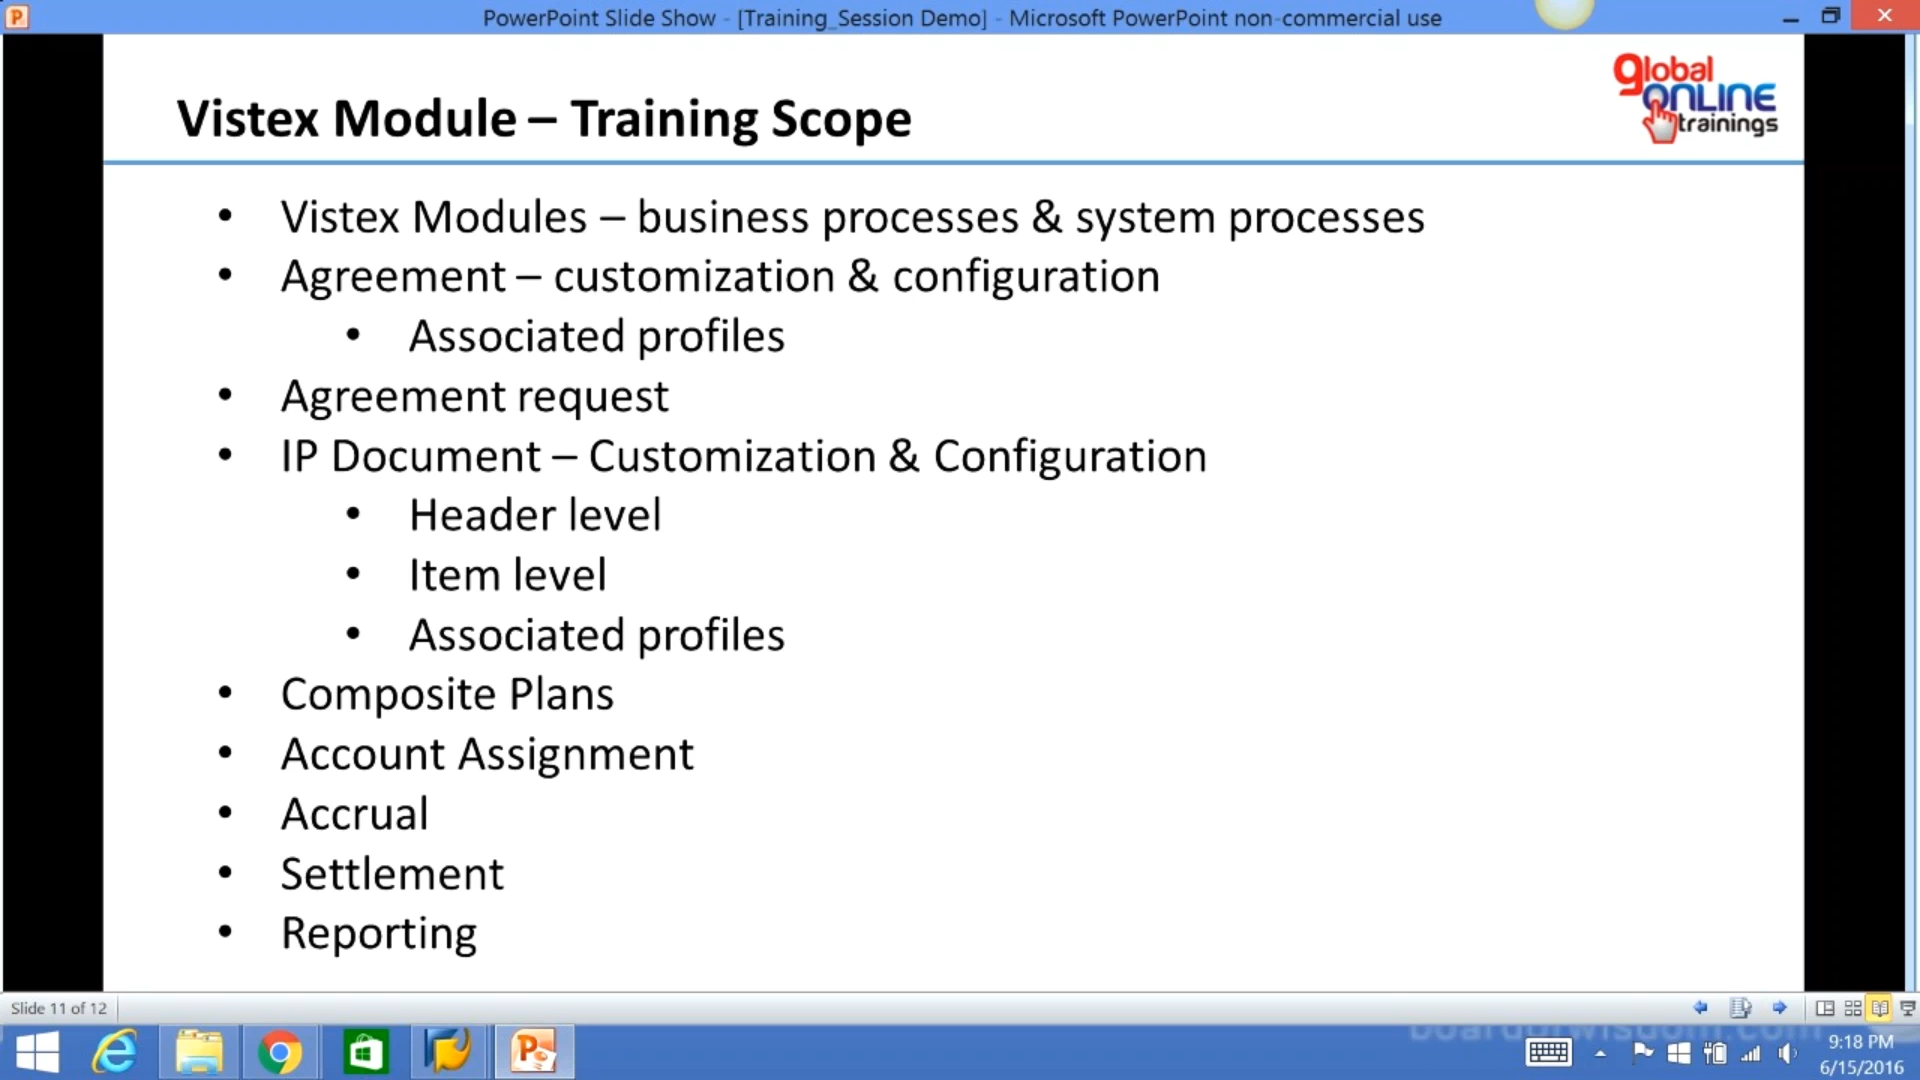 PowerPoint Slide Show - [Training_Session Demo] - Microsoft PowerPoint non-commercial use
global
ONLINE
trainings
Vistex Module – Training Scope
• Vistex Modules – business processes & system processes
• Agreement – customization & configuration
• Associated profiles
• Agreement request
• IP Document – Customization & Configuration
• Header level
• Item level
• Associated profiles
• Composite Plans
• Account Assignment
• Accrual
• Settlement
• Reporting
Slide 11 of 12
9:18 PM
6/15/2016